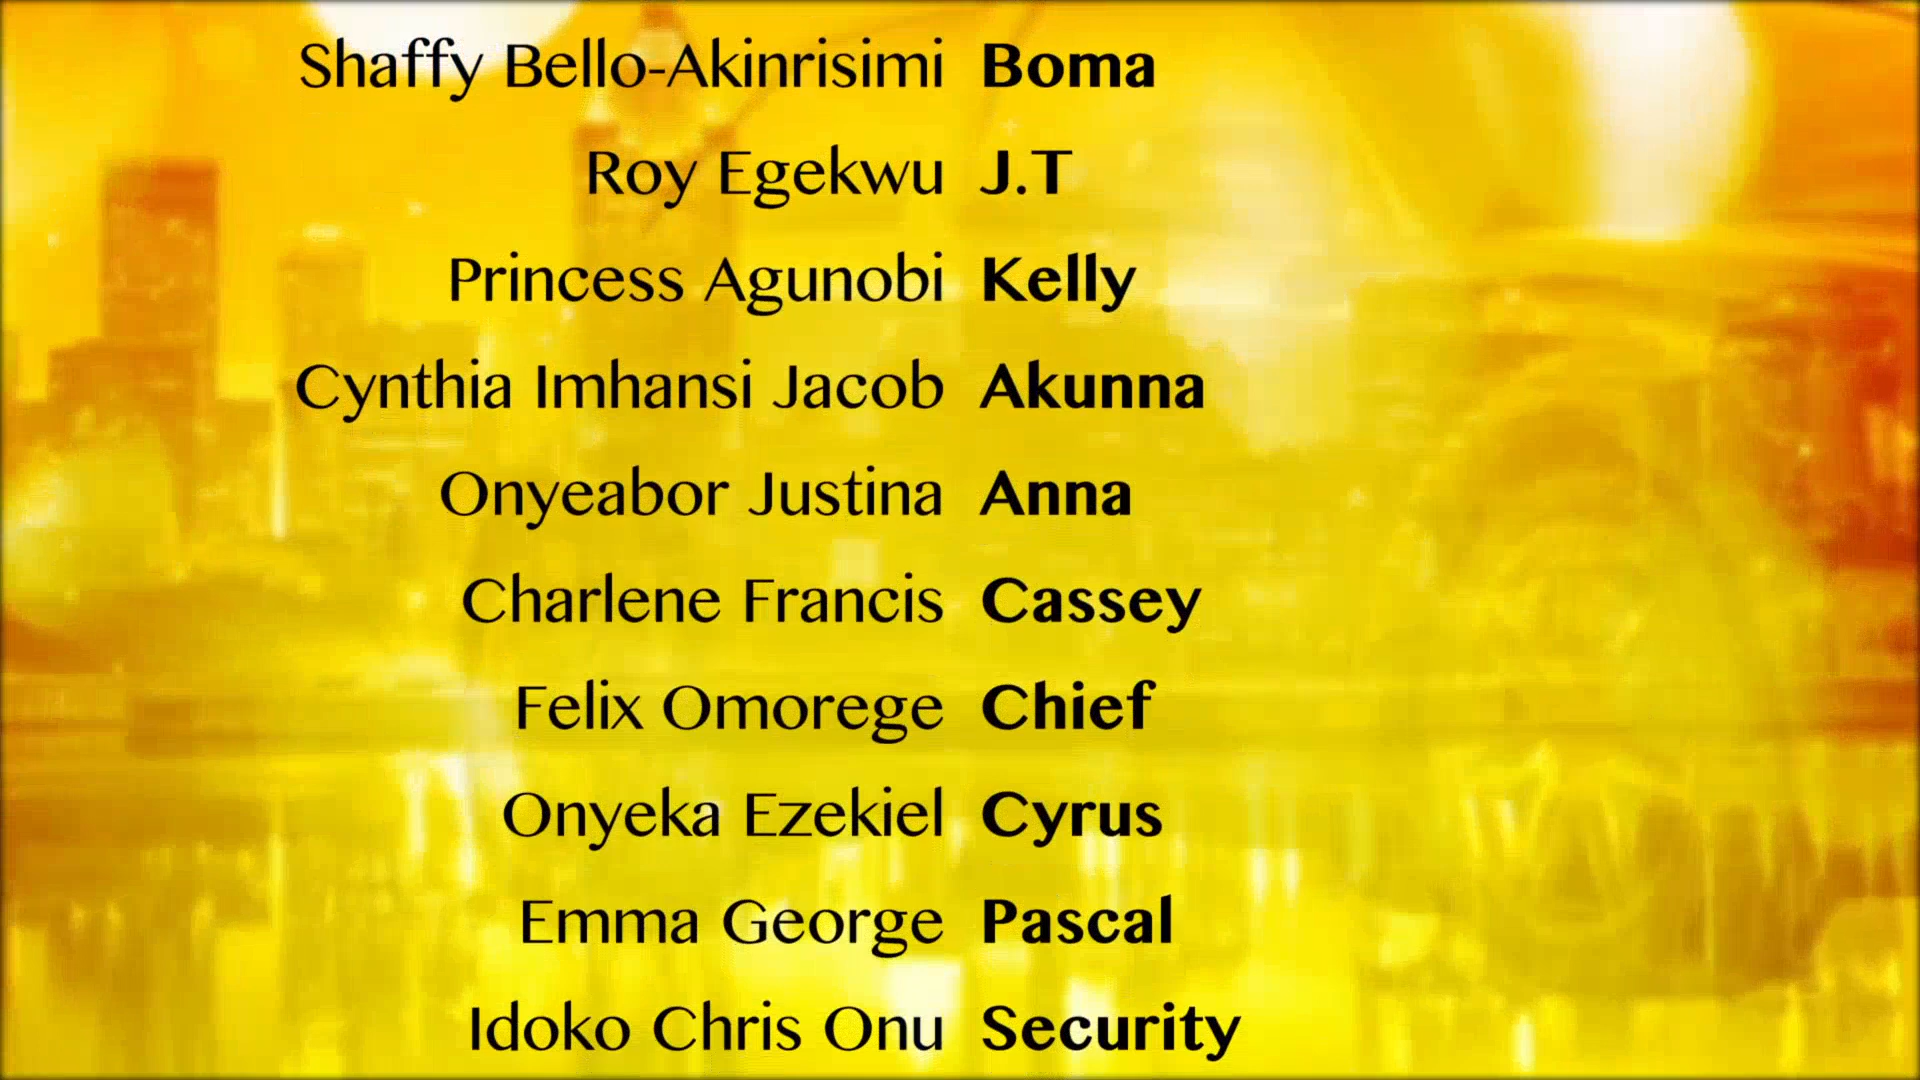 Shaffy Bello-Akinrisimi Boma
Roy Egekwu J.T
Princess Agunobi Kelly
Cynthia Imhansi Jacob Akunna
Onyeabor Justina Anna
Charlene Francis Cassey
Felix Omorege Chief
Onyeka Ezekiel Cyrus
Emma George Pascal
Idoko Chris Onu Security